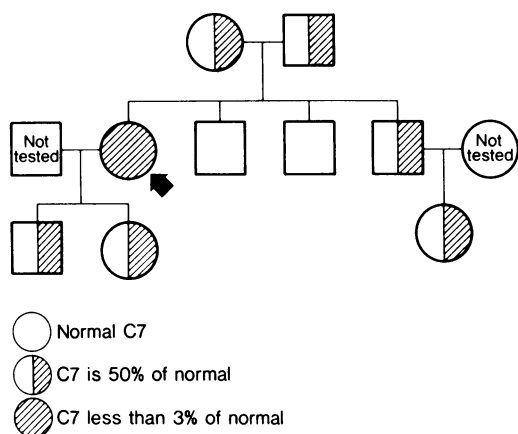 Not
tested
Not
tested
Normal C7
C7 is 50% of normal
C7 less than 3% of normal